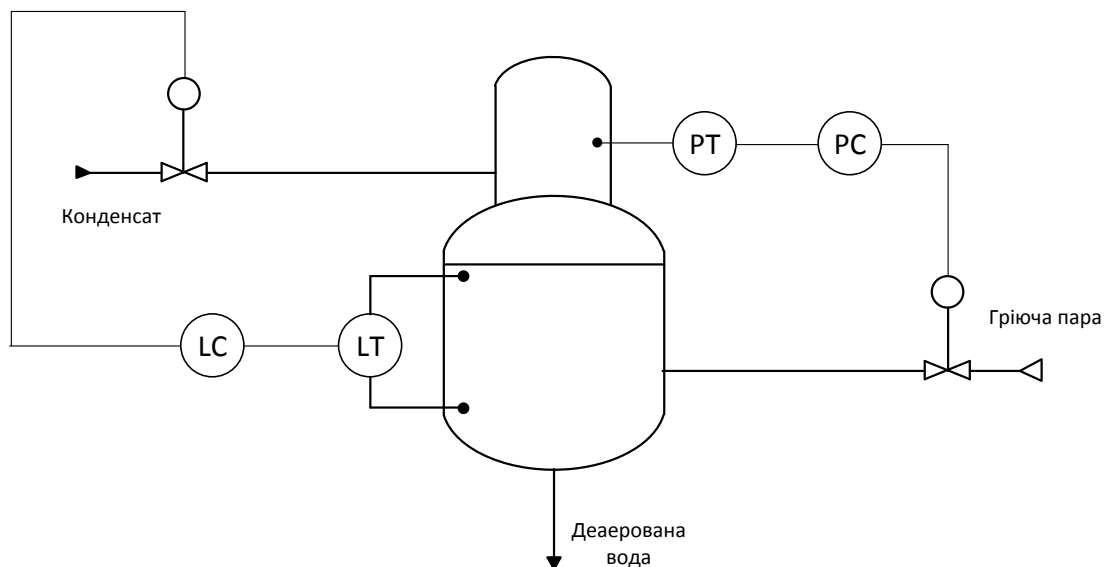 PT
PC
Конденсат
Гріюча пара
LC
LT
Деаерована
вода